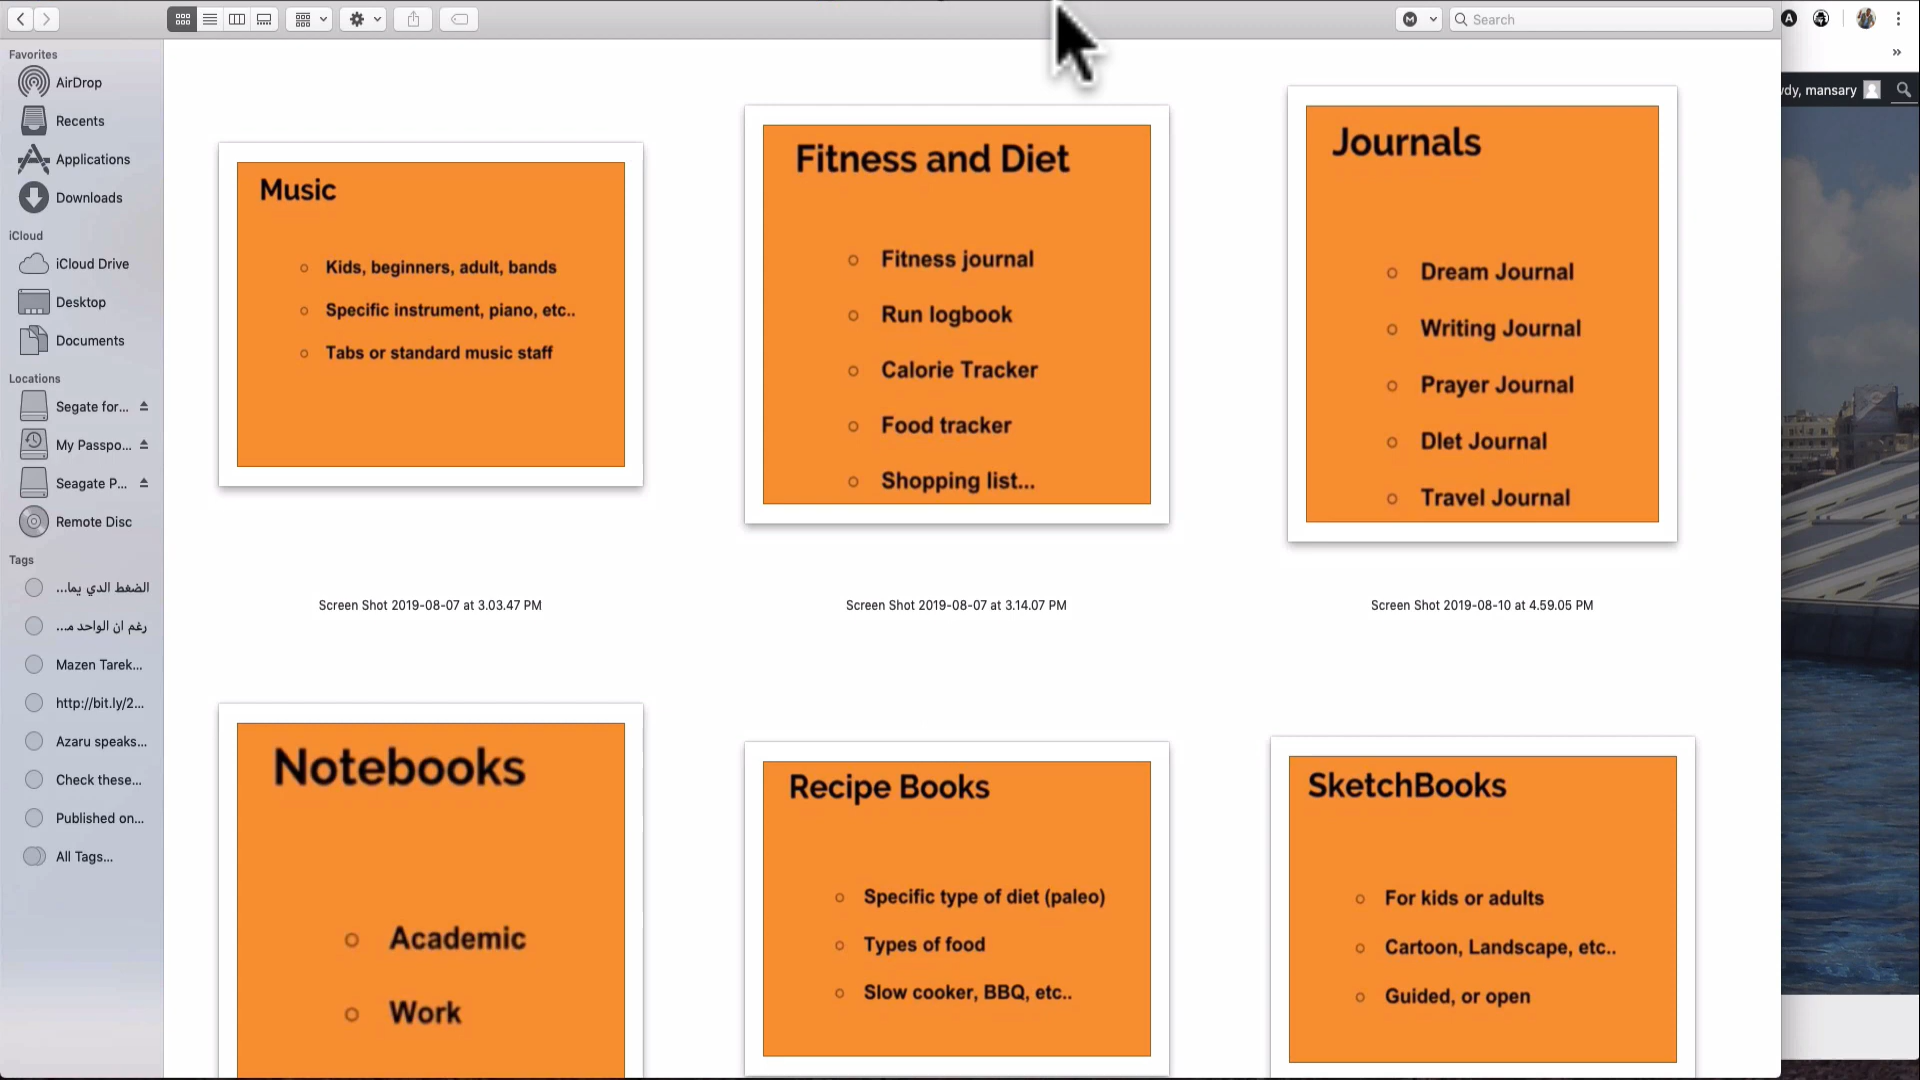 Search
Favorites
AirDrop
Recents
Applications
Downloads
iCloud
iCloud Drive
Desktop
Documents
Locations
Segate for...
My Passpo...
Seagate P...
Remote Disc
Tags
الضغط الدي يما...
رغم ان الواحد مـ...
Mazen Tarek...
http://bit.ly/2...
Azaru speaks...
Check these...
Published on...
All Tags...
Music
Kids, beginners, adult, bands
Specific instrument, piano, etc..
Tabs or standard music staff
Screen Shot 2019-08-07 at 3.03.47 PM
Fitness and Diet
Fitness journal
Run logbook
Calorie Tracker
Food tracker
Shopping list...
Screen Shot 2019-08-07 at 3.14.07 PM
Journals
Dream Journal
Writing Journal
Prayer Journal
DIet Journal
Travel Journal
Screen Shot 2019-08-10 at 4.59.05 PM
Notebooks
Academic
Work
Recipe Books
Specific type of diet (paleo)
Types of food
Slow cooker, BBQ, etc..
SketchBooks
For kids or adults
Cartoon, Landscape, etc..
Guided, or open
M
A
dy, mansary